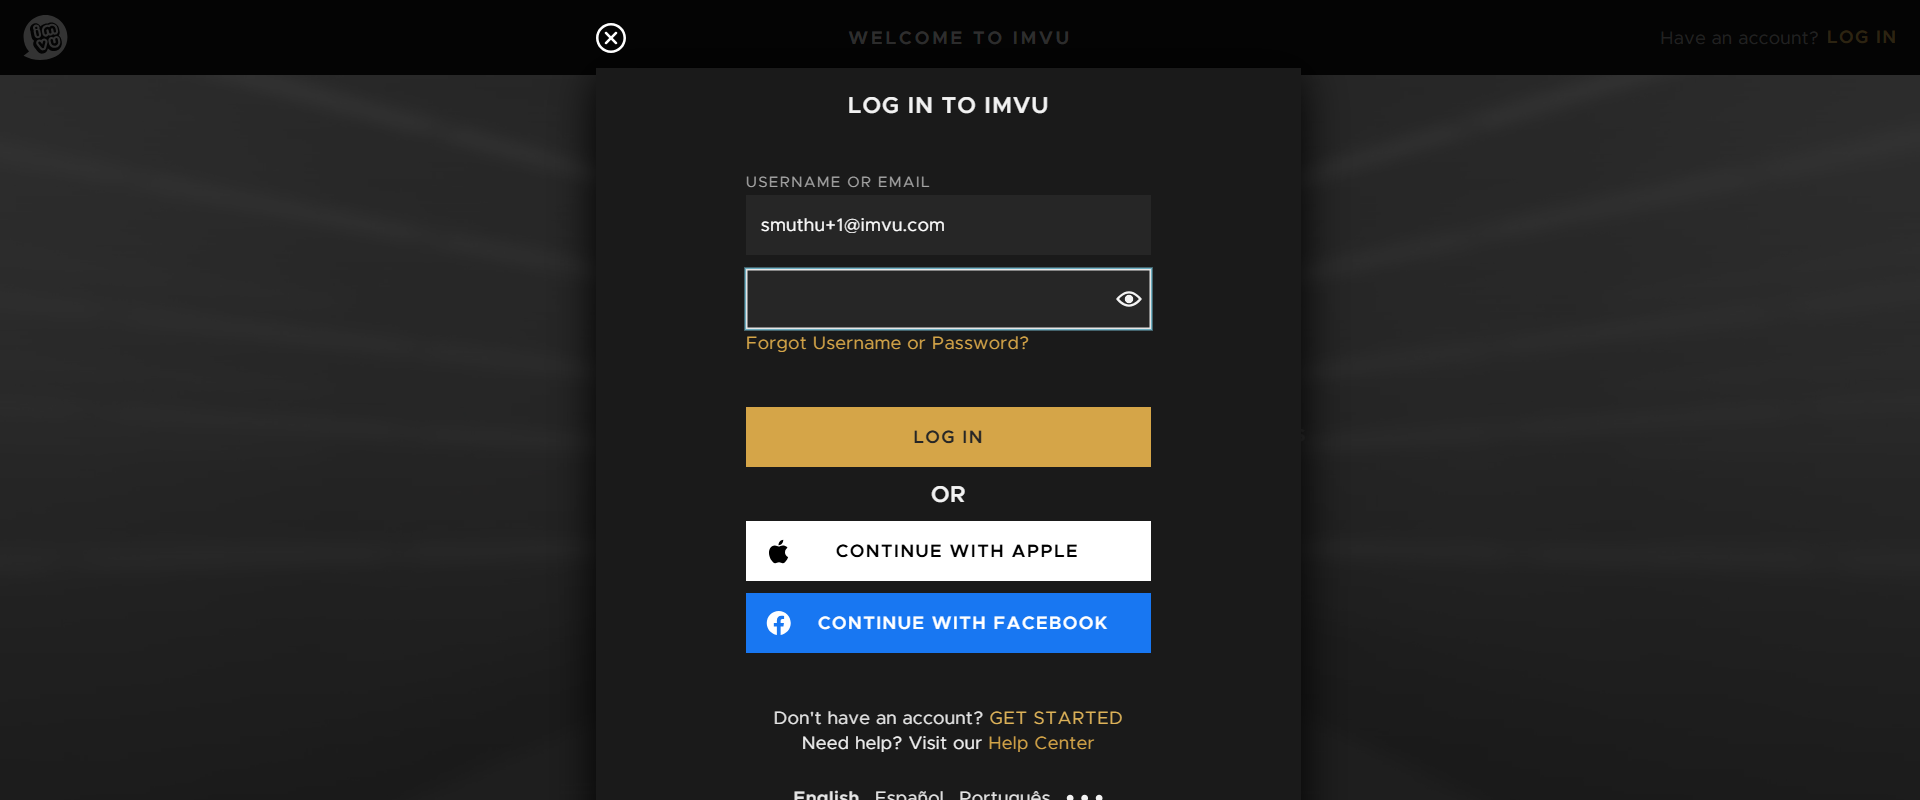 imvu
WELCOME TO IMVU
Have an account? LOG IN
LOG IN TO IMVU
USERNAME OR EMAIL
smuthu+1@imvu.com
Forgot Username or Password?
LOG IN
OR
CONTINUE WITH APPLE
CONTINUE WITH FACEBOOK
Don't have an account? GET STARTED
Need help? Visit our Help Center
English Español Português